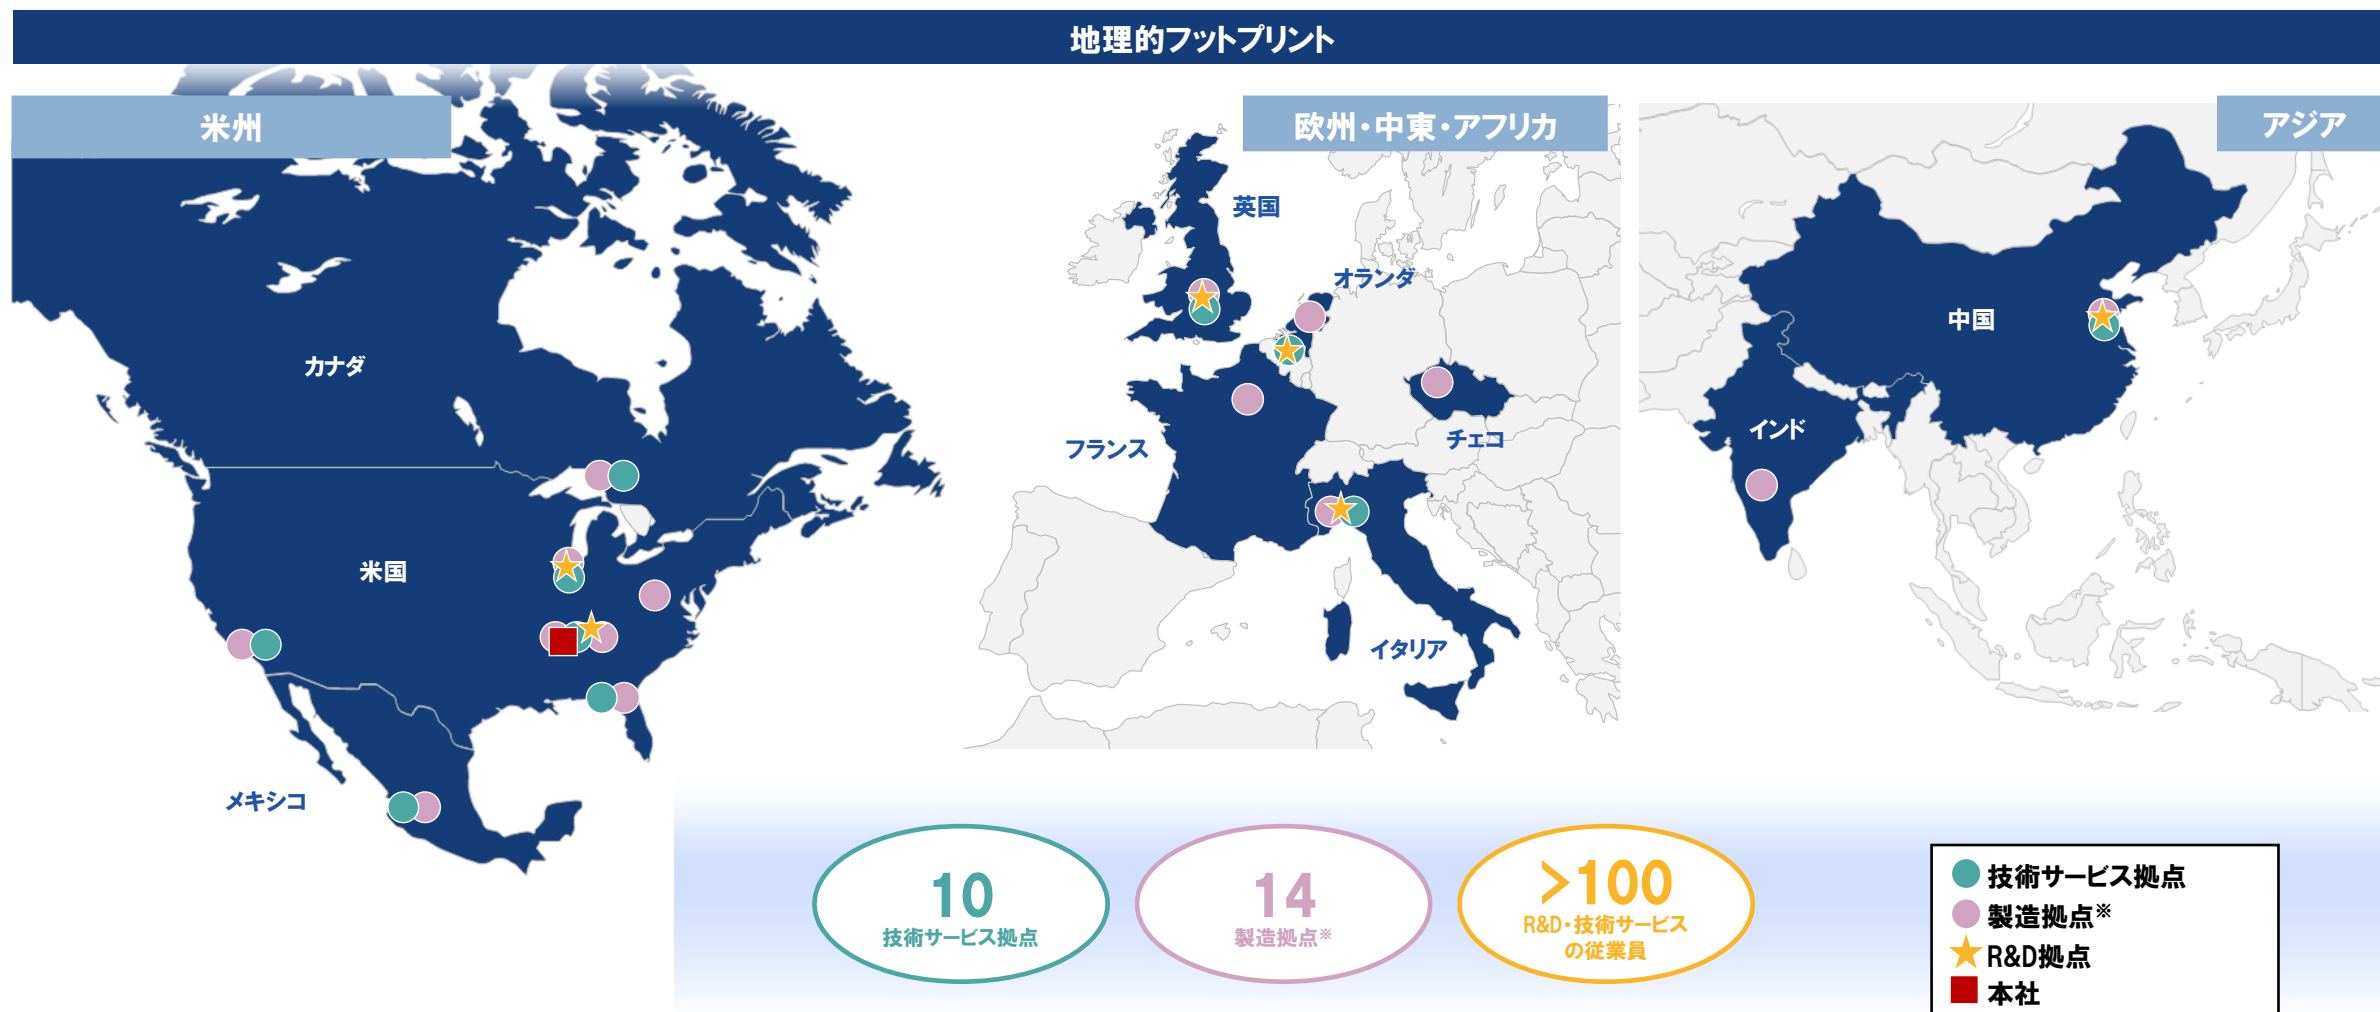 地理的フットプリント
米州
欧州・中東・アフリカ
アジア
英国
オランダ
中国
カナダ
インド
フランス
チェコ
米国
イタリア
メキシコ
10
技術サービス拠点
14
製造拠点※
>100
R&D・技術サービス
の従業員
技術サービス拠点
製造拠点※
R&D拠点
本社